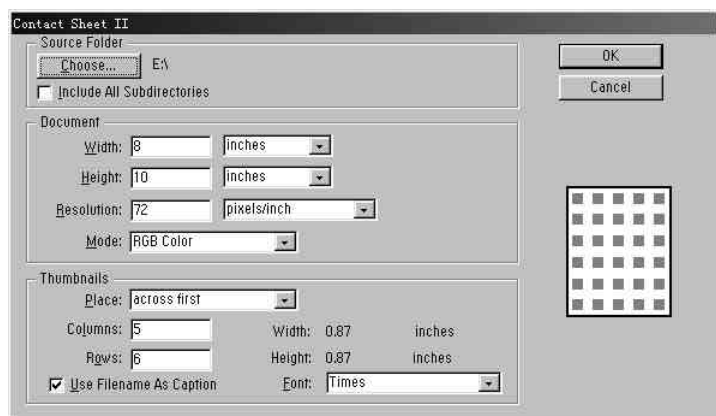 Contact Sheet II
Source Folder
Choose... E:\
Include All Subdirectories
OK
Cancel
Document
Width: 8 inches
Height: 10 inches
Resolution: 72 pixels/inch
Mode: RGB Color
Thumbnails
Place: across first
Columns: 5 Width: 0.87 inches
Rows: 6 Height: 0.87 inches
Use Filename As Caption Font: Times